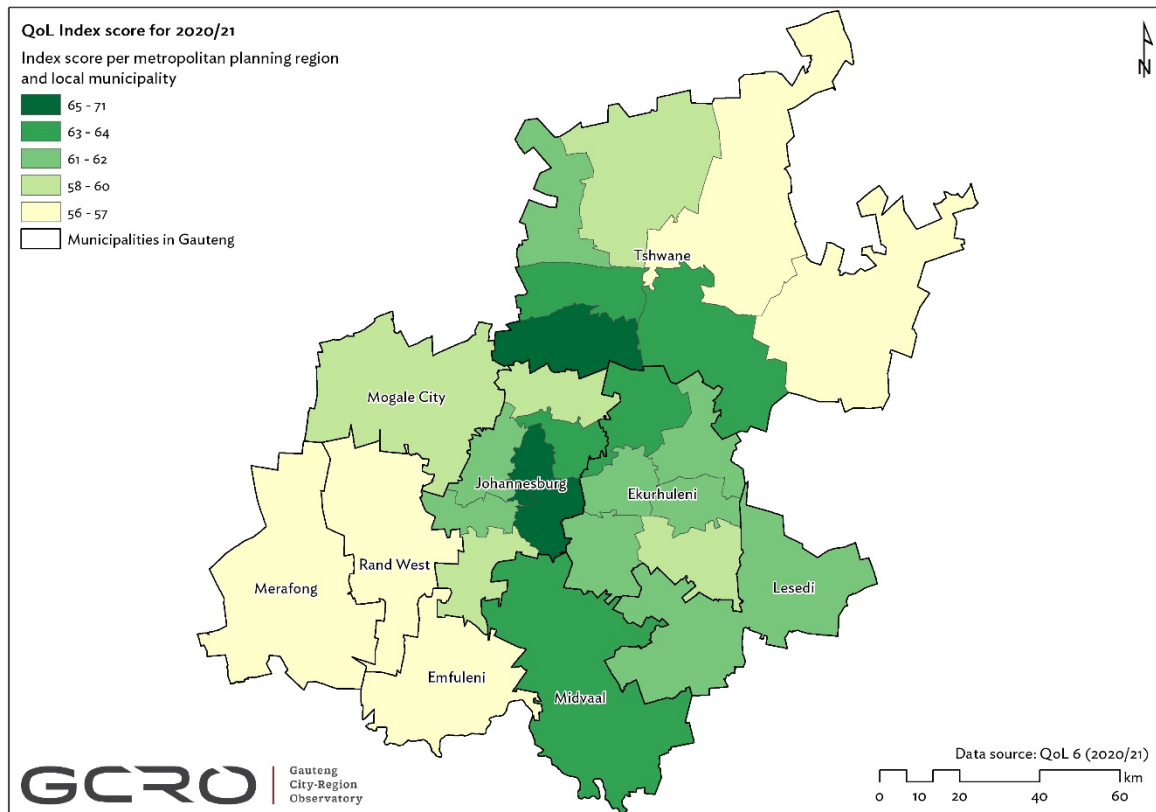 QoL Index score for 2020/21
Index score per metropolitan planning region
and local municipality
65 - 71
63 - 64
61 - 62
58 - 60
56 - 57
Municipalities in Gauteng
N
Tshwane
Mogale City
Johannesburg
Ekurhuleni
Merafong
Rand West
Lesedi
Emfuleni
Midvaal
GCRO
Gauteng
City-Region
Observatory
Data source: QoL 6 (2020/21)
km
0 10 20 40 60